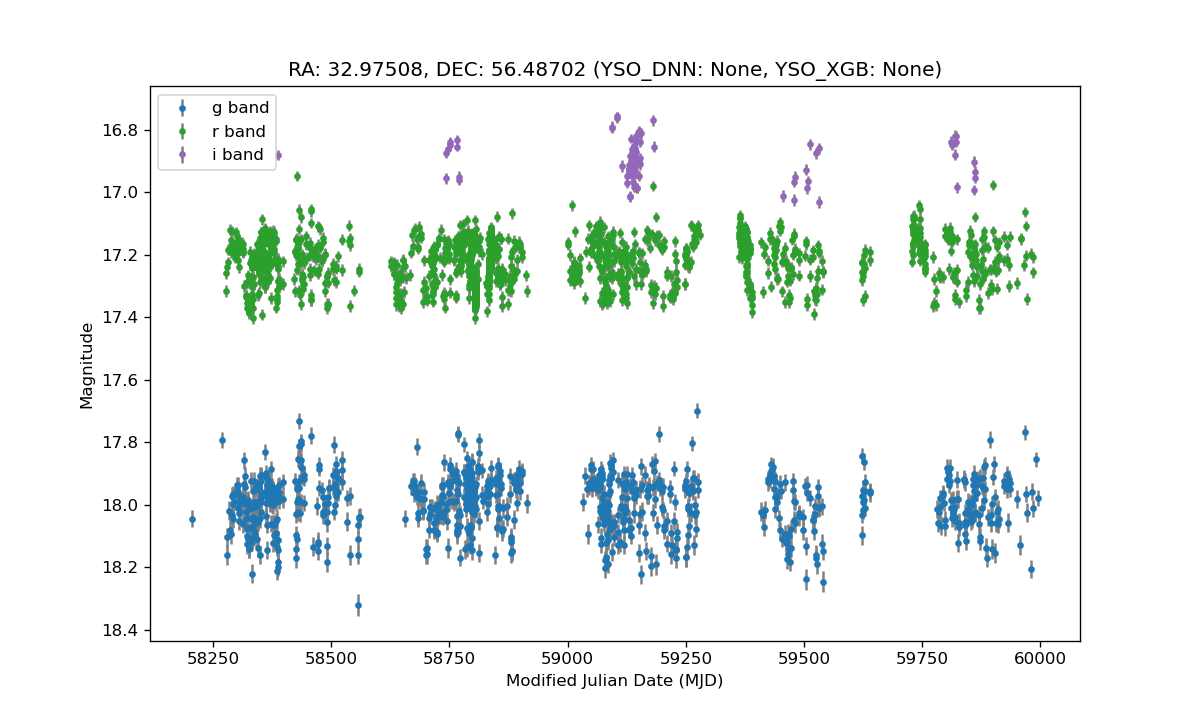 RA: 32.97508, DEC: 56.48702 (YSO_DNN: None, YSO_XGB: None)
g band
r band
i band
16.8
17.0
17.2
17.4
17.6
17.8
18.0
18.2
18.4
Magnitude
58250
58500
58750
59000
59250
59500
59750
60000
Modified Julian Date (MJD)